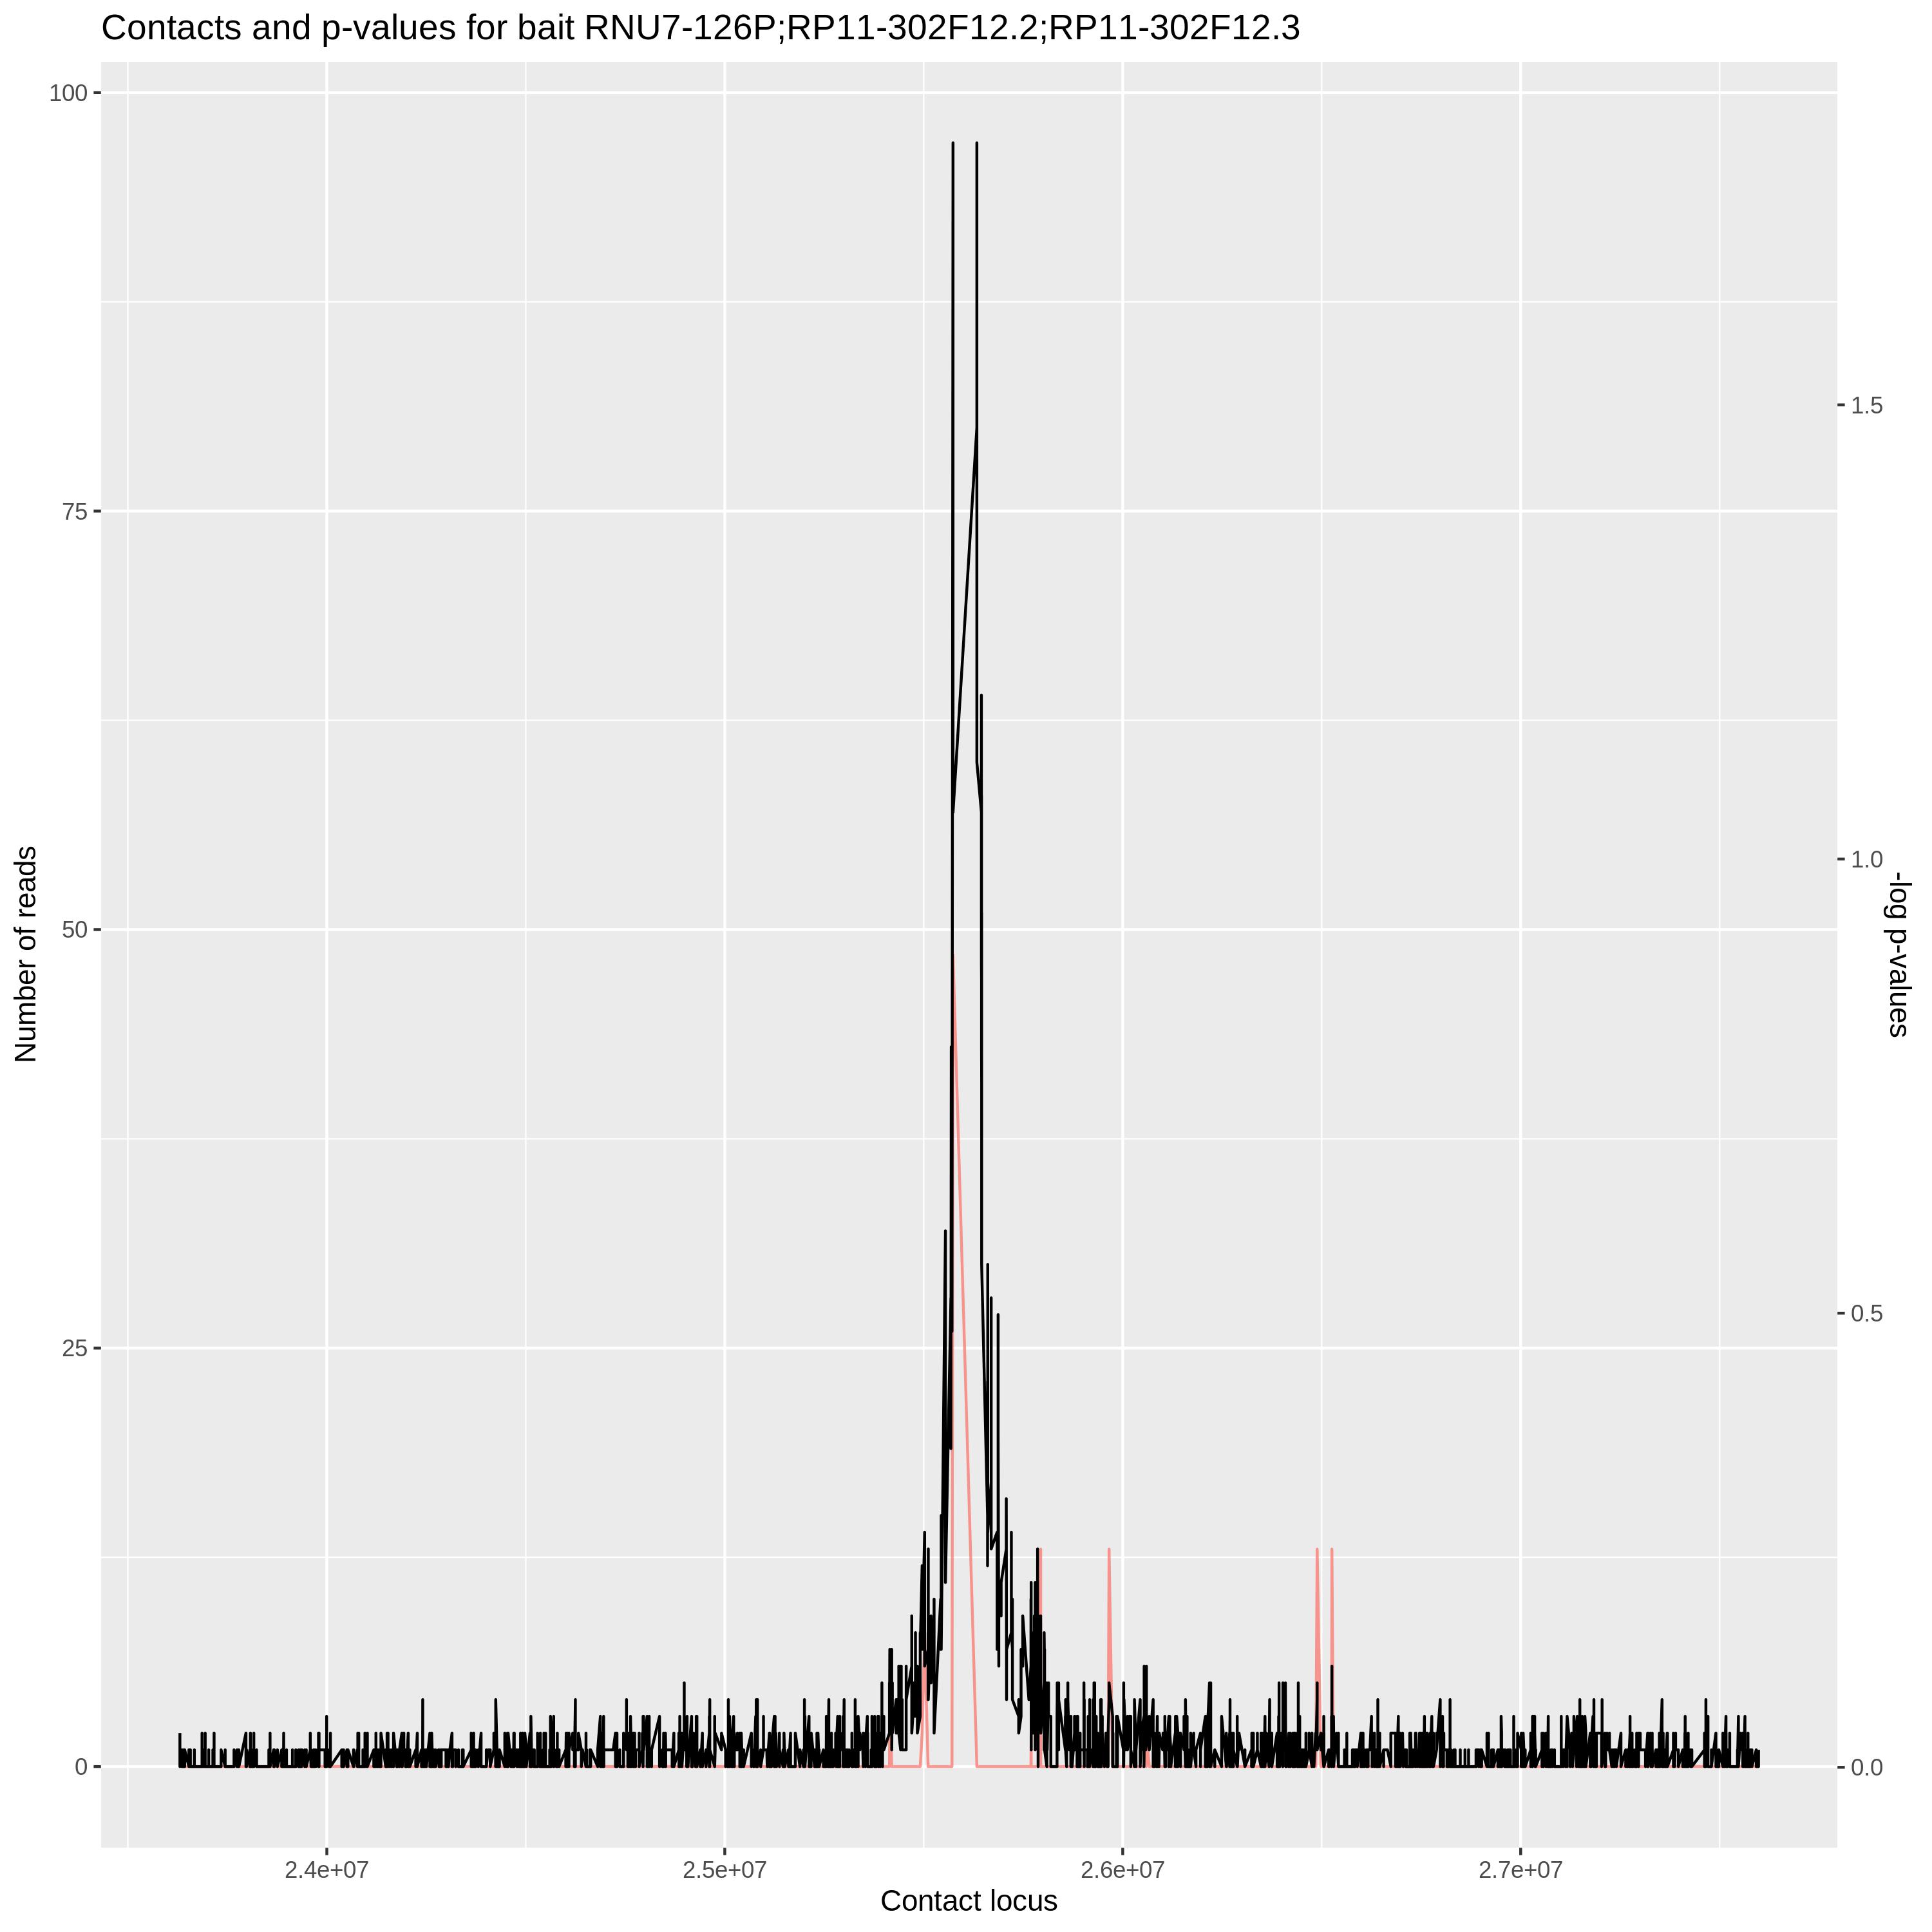 Contacts and p-values for bait RNU7-126P;RP11-302F12.2;RP11-302F12.3
100
75
50
25
0
Number of reads
1.5
1.0
0.5
0.0
-log p-values
2.4e+07
2.5e+07
2.6e+07
2.7e+07
Contact locus